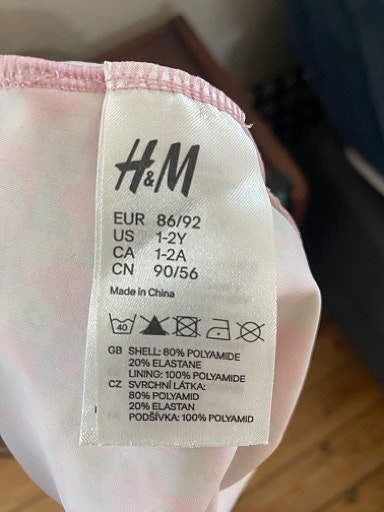 H&M
EUR 86/92
US 1-2Y
CA 1-2A
CN 90/56
Made in China
40
GB SHELL: 80% POLYAMIDE
20% ELASTANE
LINING: 100% POLYAMIDE
CZ SVRCHNÍ LÁTKA:
80% POLYAMID
20% ELASTAN
PODŠÍVKA: 100% POLYAMID